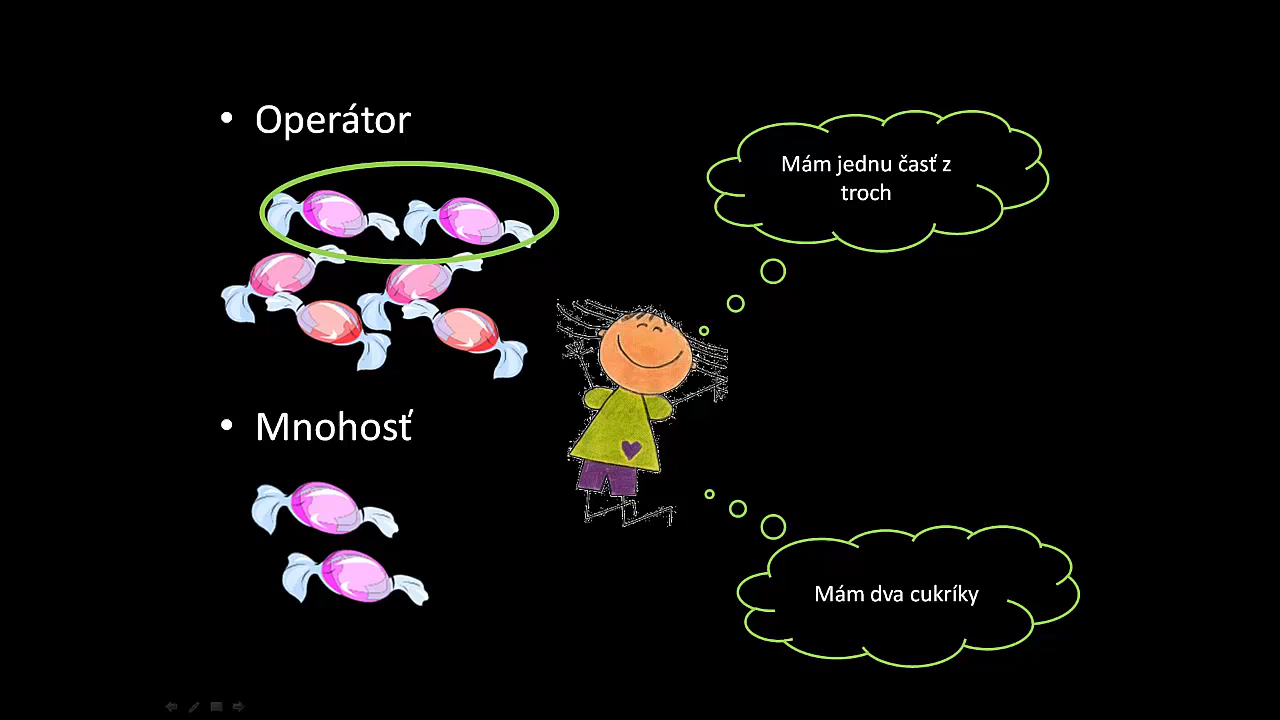 • Operátor
Mám jednu časť z
troch
• Mnohosť
Mám dva cukríky